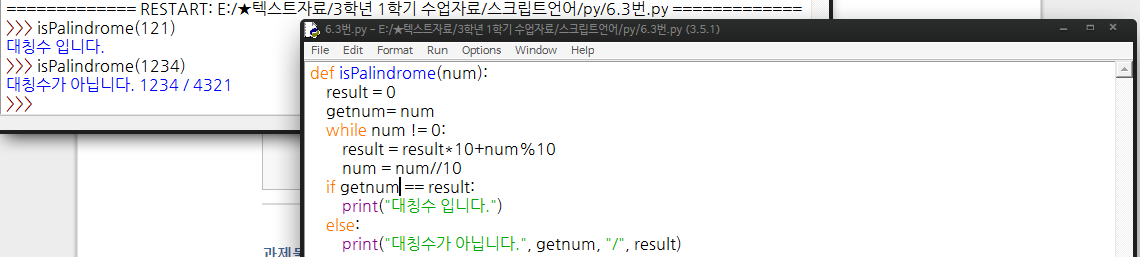 ============= RESTART: E:/★텍스트자료/3학년 1학기 수업자료/스크립트언어/py/6.3번.py =============
>>> isPalindrome(121)
대칭수 입니다.
>>> isPalindrome(1234)
대칭수가 아닙니다. 1234 / 4321
>>>
6.3번.py - E:/★텍스트자료/3학년 1학기 수업자료/스크립트언어/py/6.3번.py (3.5.1)
File Edit Format Run Options Window Help
def isPalindrome(num):
    result = 0
    getnum= num
    while num != 0:
        result = result*10+num%10
        num = num//10
    if getnum == result:
        print("대칭수 입니다.")
    else:
        print("대칭수가 아닙니다.", getnum, "/", result)